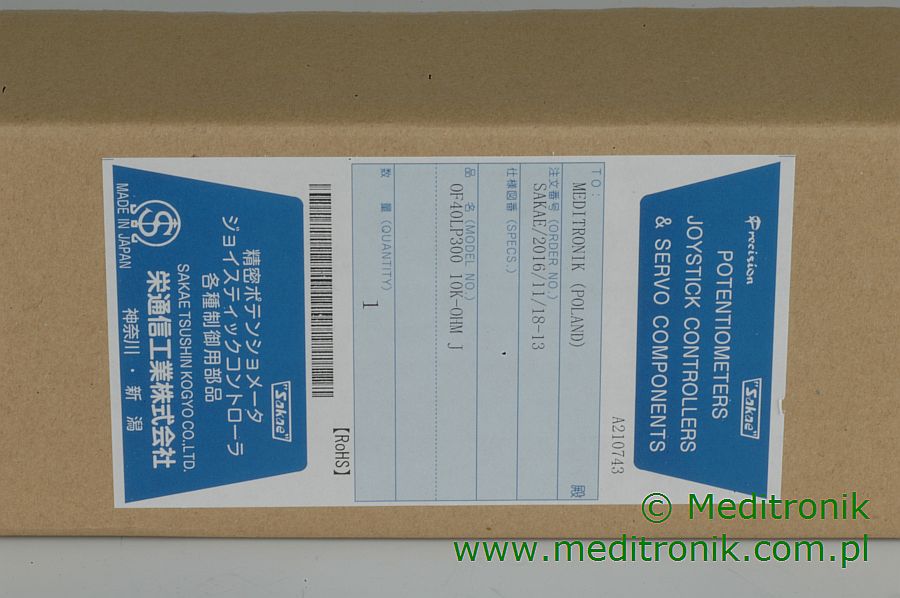 Precision
POTENTIOMETERS
JOYSTICK CONTROLLERS
& SERVO COMPONENTS
"Sakae"
A210743
TO:
MEDITRONIK (POLAND)
殿
注文番号 (ORDER NO.)
SAKAE/2016/11/18-13
仕様図番 (SPECS.)
品 名 (MODEL NO.)
OF40LP300 10K-OHM J
数 量 (QUANTITY)
1
【RoHS】
"Sakae"
精密ポテンショメータ
ジョイスティックコントローラ
各種制御用部品
SAKAE TSUSHIN KOGYO CO.,LTD.
栄通信工業株式会社
神奈川・新潟
MADE IN JAPAN
© Meditronik
www.meditronik.com.pl